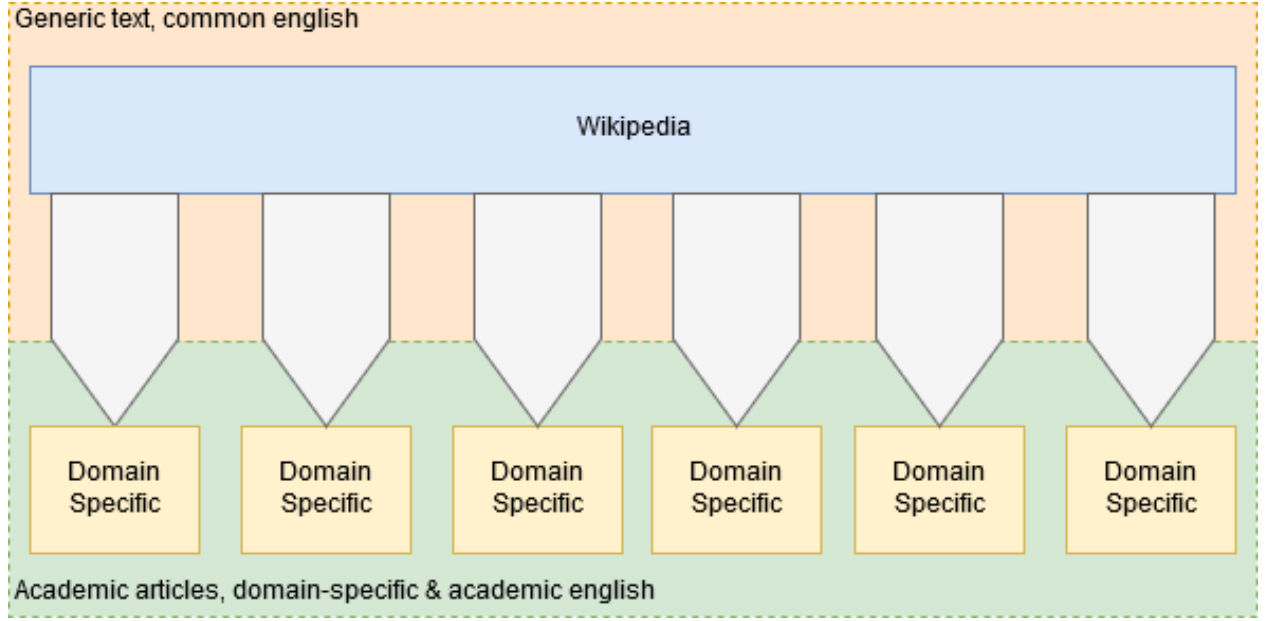 Generic text, common english
Wikipedia
Domain
Specific
Domain
Specific
Domain
Specific
Domain
Specific
Domain
Specific
Domain
Specific
Academic articles, domain-specific & academic english